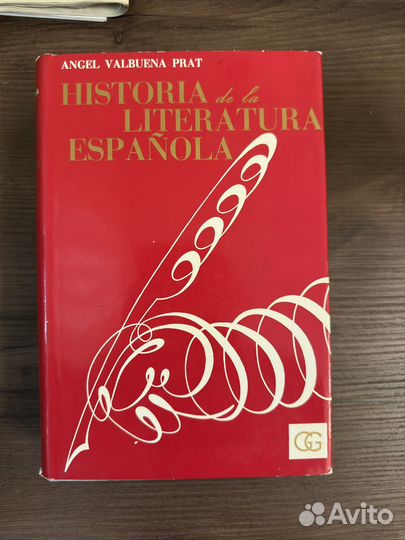 ANGEL VALBUENA PRAT
HISTORIA de la
LITERATURA
ESPAÑOLA
GG
Avito